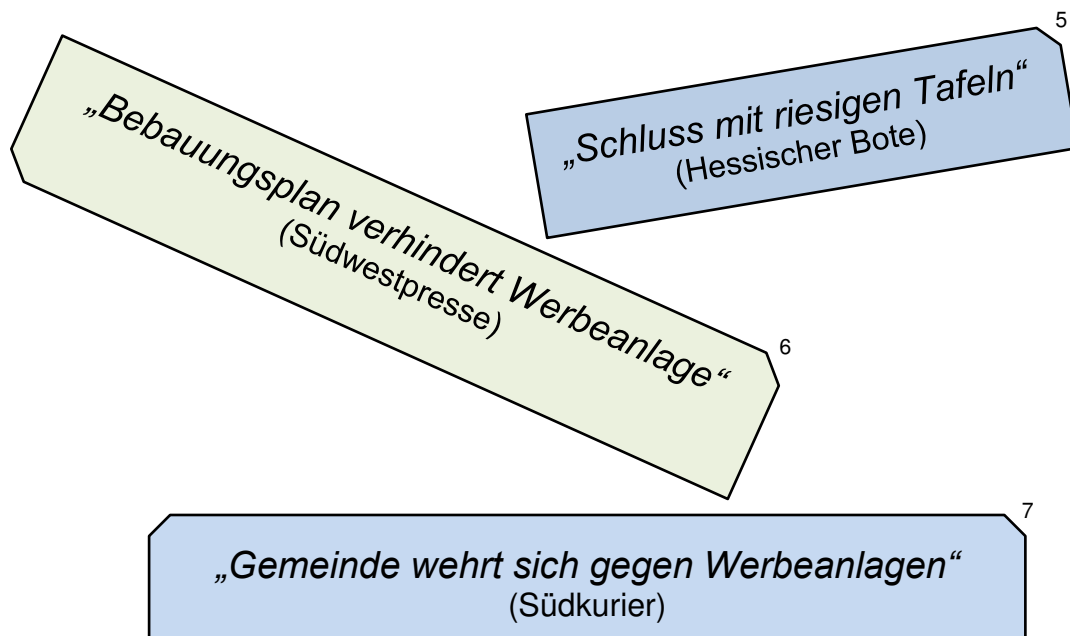 5
„Schluss mit riesigen Tafeln“
(Hessischer Bote)
„Bebauungsplan verhindert Werbeanlage“
(Südwestpresse)
6
7
„Gemeinde wehrt sich gegen Werbeanlagen“
(Südkurier)